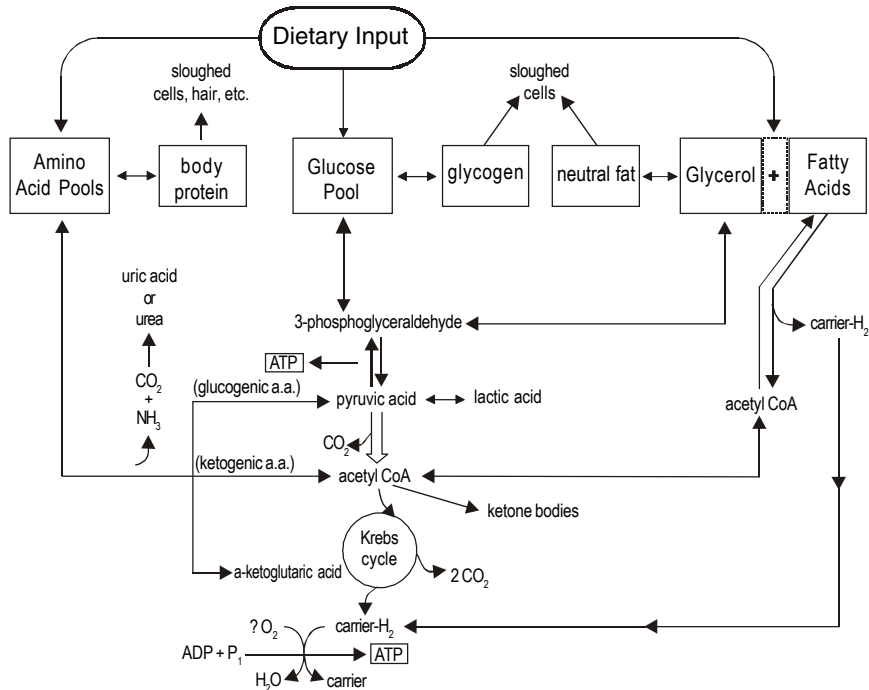 Dietary Input
sloughed
cells, hair, etc.
sloughed
cells
Amino
Acid Pools
body
protein
Glucose
Pool
glycogen
neutral fat
Glycerol
+
Fatty
Acids
uric acid
or
urea
3-phosphoglyceraldehyde
carrier-H₂
ATP
CO₂
+
NH₃
(glucogenic a.a.)
pyruvic acid
lactic acid
acetyl CoA
CO₂
(ketogenic a.a.)
acetyl CoA
ketone bodies
Krebs
cycle
a-ketoglutaric acid
2 CO₂
? O₂
carrier-H₂
ADP + P₁
ATP
H₂O
carrier